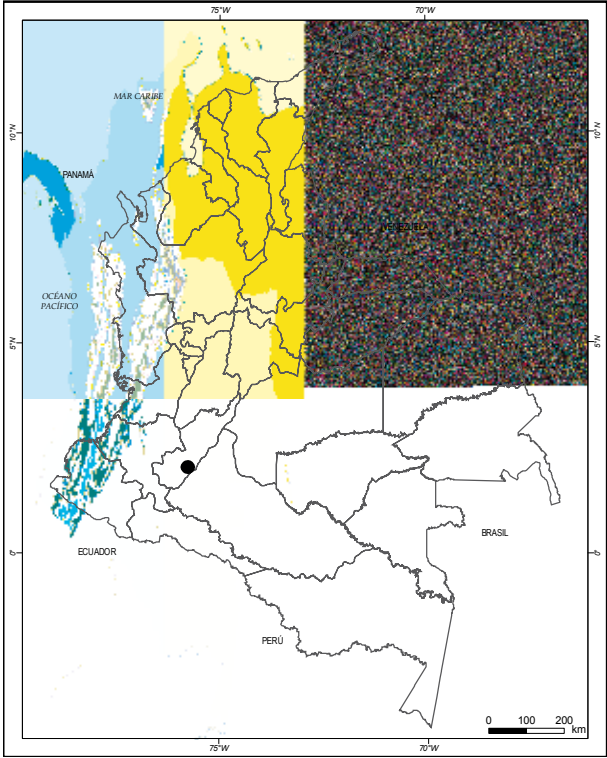 75°W 70°W
MAR CARIBE
10°N 10°N
PANAMÁ
VENEZUELA
OCÉANO
PACÍFICO
5°N 5°N
0° 0°
ECUADOR
BRASIL
PERÚ
0 100 200
km
75°W 70°W